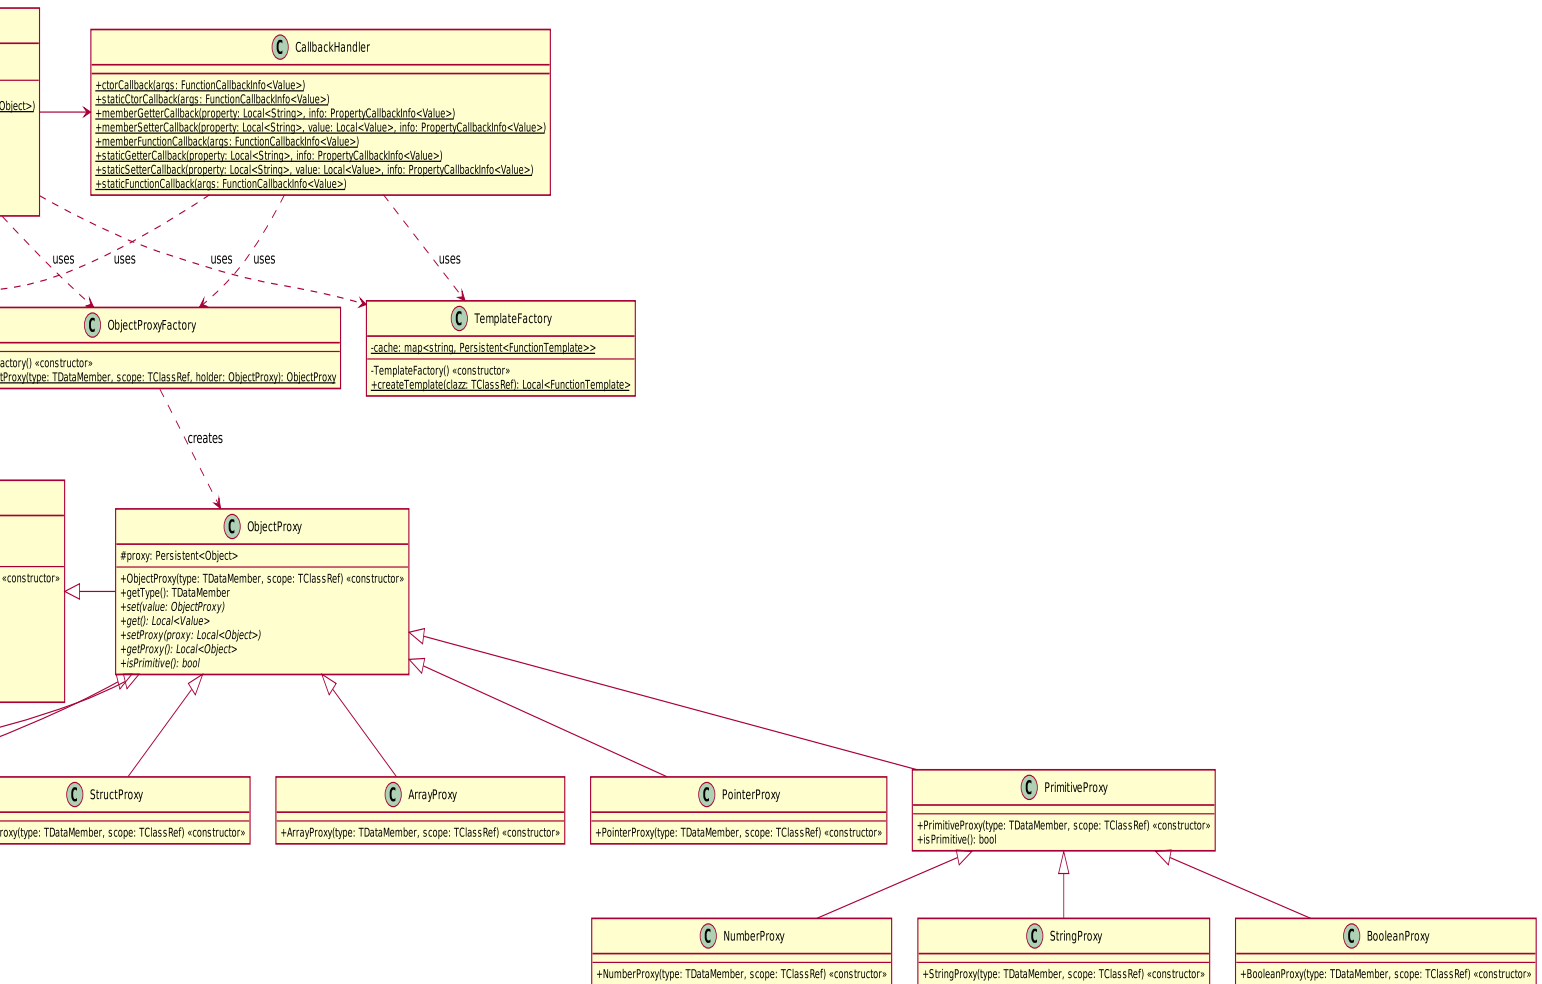 C CallbackHandler
+ctorCallback(args: FunctionCallbackInfo<Value>)
+staticCtorCallback(args: FunctionCallbackInfo<Value>)
Object>)
+memberGetterCallback(property: Local<String>, info: PropertyCallbackInfo<Value>)
+memberSetterCallback(property: Local<String>, value: Local<Value>, info: PropertyCallbackInfo<Value>)
+memberFunctionCallback(args: FunctionCallbackInfo<Value>)
+staticGetterCallback(property: Local<String>, info: PropertyCallbackInfo<Value>)
+staticSetterCallback(property: Local<String>, value: Local<Value>, info: PropertyCallbackInfo<Value>)
+staticFunctionCallback(args: FunctionCallbackInfo<Value>)
uses uses uses uses uses
C ObjectProxyFactory
actory() «constructor»
tProxy(type: TDataMember, scope: TClassRef, holder: ObjectProxy): ObjectProxy
C TemplateFactory
-cache: map<string, Persistent<FunctionTemplate>>
-TemplateFactory() «constructor»
+createTemplate(clazz: TClassRef): Local<FunctionTemplate>
creates
«constructor»
C ObjectProxy
#proxy: Persistent<Object>
+ObjectProxy(type: TDataMember, scope: TClassRef) «constructor»
+getType(): TDataMember
+set(value: ObjectProxy)
+get(): Local<Value>
+setProxy(proxy: Local<Object>)
+getProxy(): Local<Object>
+isPrimitive(): bool
C StructProxy
roxy(type: TDataMember, scope: TClassRef) «constructor»
C ArrayProxy
+ArrayProxy(type: TDataMember, scope: TClassRef) «constructor»
C PointerProxy
+PointerProxy(type: TDataMember, scope: TClassRef) «constructor»
C PrimitiveProxy
+PrimitiveProxy(type: TDataMember, scope: TClassRef) «constructor»
+isPrimitive(): bool
C NumberProxy
+NumberProxy(type: TDataMember, scope: TClassRef) «constructor»
C StringProxy
+StringProxy(type: TDataMember, scope: TClassRef) «constructor»
C BooleanProxy
+BooleanProxy(type: TDataMember, scope: TClassRef) «constructor»